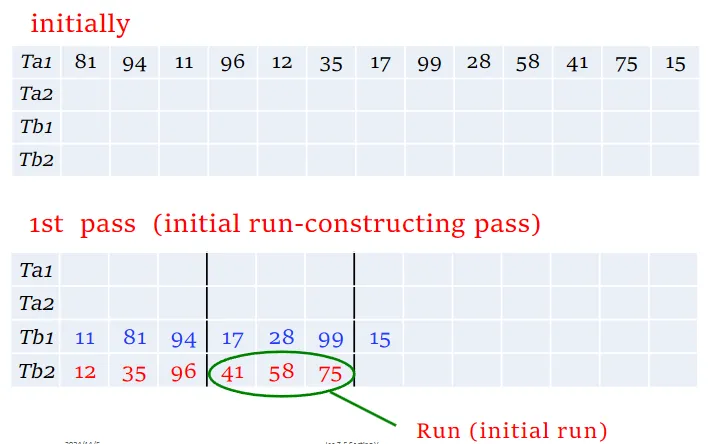 initially
Ta1 81 94 11 96 12 35 17 99 28 58 41 75 15
Ta2
Tb1
Tb2
1st pass (initial run-constructing pass)
Ta1
Ta2
Tb1 11 81 94 17 28 99 15
Tb2 12 35 96 41 58 75
Run (initial run)